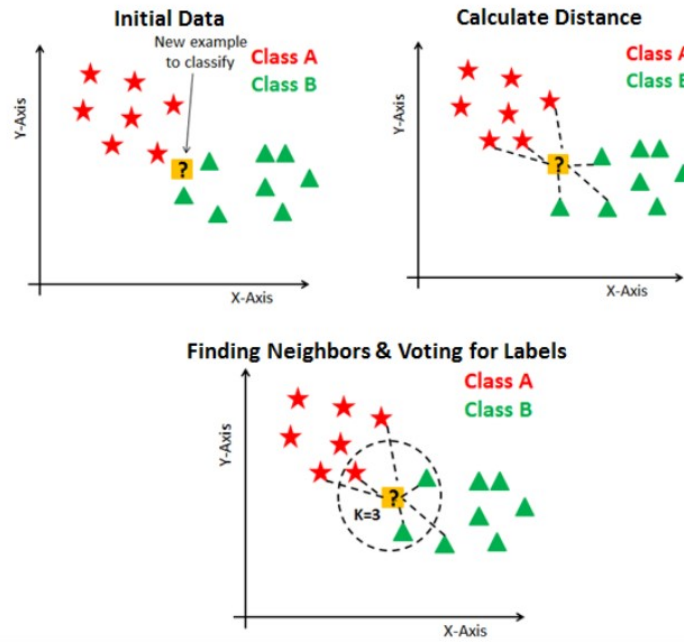 Initial Data
New example
to classify
Class A
Class B
?
Y-Axis
X-Axis
Calculate Distance
Class A
Class B
?
Y-Axis
X-Axis
Finding Neighbors & Voting for Labels
Class A
Class B
?
K=3
Y-Axis
X-Axis